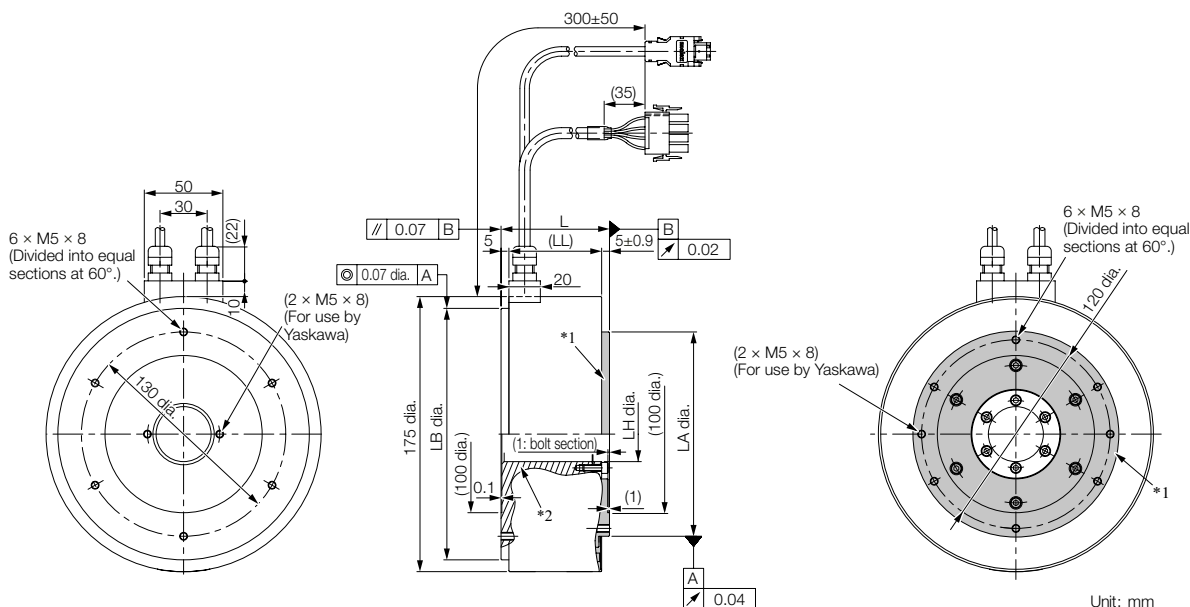 300±50
(35)
50
30
(22)
10
6 × M5 × 8
(Divided into equal
sections at 60°.)
(2 × M5 × 8)
(For use by
Yaskawa)
130 dia.
// 0.07 B
5
L
(LL)
5±0.9
B
↗ 0.02
◎ 0.07 dia. A
20
*1
175 dia.
LB dia.
(100 dia.)
0.1
(1: bolt section)
*2
LH dia.
(100 dia.)
LA dia.
(1)
A
↗ 0.04
6 × M5 × 8
(Divided into equal
sections at 60°.)
120 dia.
(2 × M5 × 8)
(For use by Yaskawa)
*1
Unit: mm